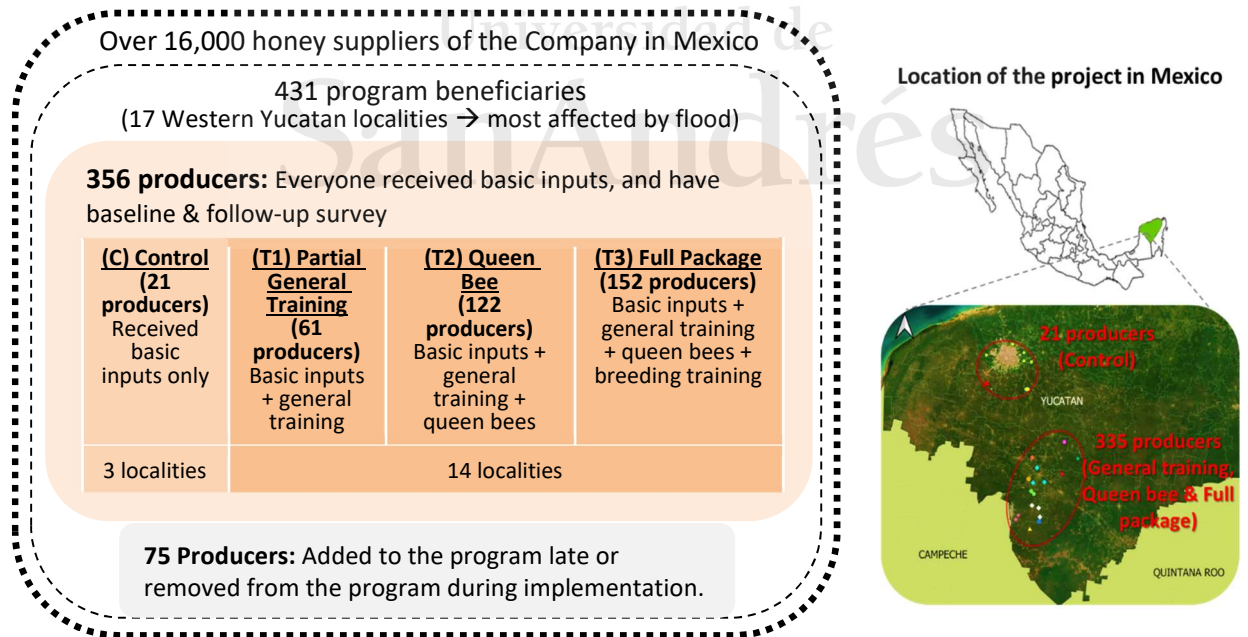 Universidad de
SanAndrés
Over 16,000 honey suppliers of the Company in Mexico
431 program beneficiaries
(17 Western Yucatan localities → most affected by flood)
356 producers: Everyone received basic inputs, and have
baseline & follow-up survey
(C) Control
(21
producers)
Received
basic
inputs only
(T1) Partial
General
Training
(61
producers)
Basic inputs
+ general
training
(T2) Queen
Bee
(122
producers)
Basic inputs +
general
training +
queen bees
(T3) Full Package
(152 producers)
Basic inputs +
general training
+ queen bees +
breeding training
3 localities
14 localities
75 Producers: Added to the program late or
removed from the program during implementation.
Location of the project in Mexico
21 producers
(Control)
YUCATAN
335 producers
(General training,
Queen bee & Full
package)
CAMPECHE
QUINTANA ROO